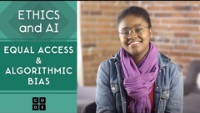 ETHICS
and AI
EQUAL ACCESS
&
ALGORITHMIC
BIAS
C O
D E